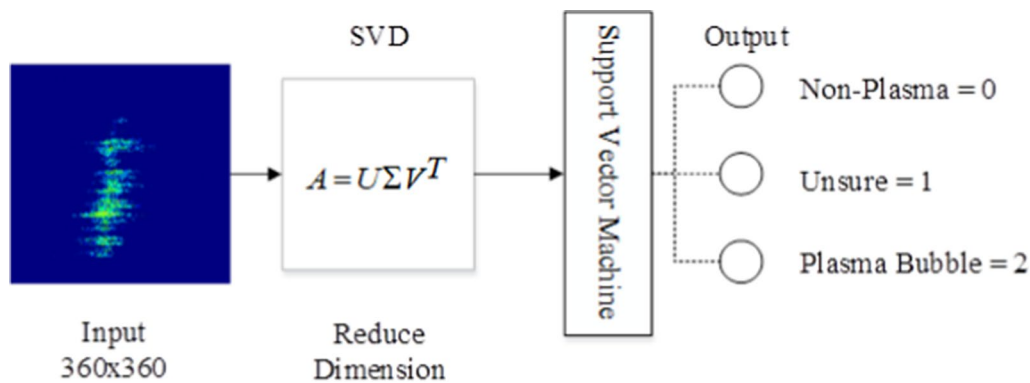 SVD
Output
A = UΣV^T
Support Vector Machine
Non-Plasma = 0
Unsure = 1
Plasma Bubble = 2
Input
360x360
Reduce
Dimension